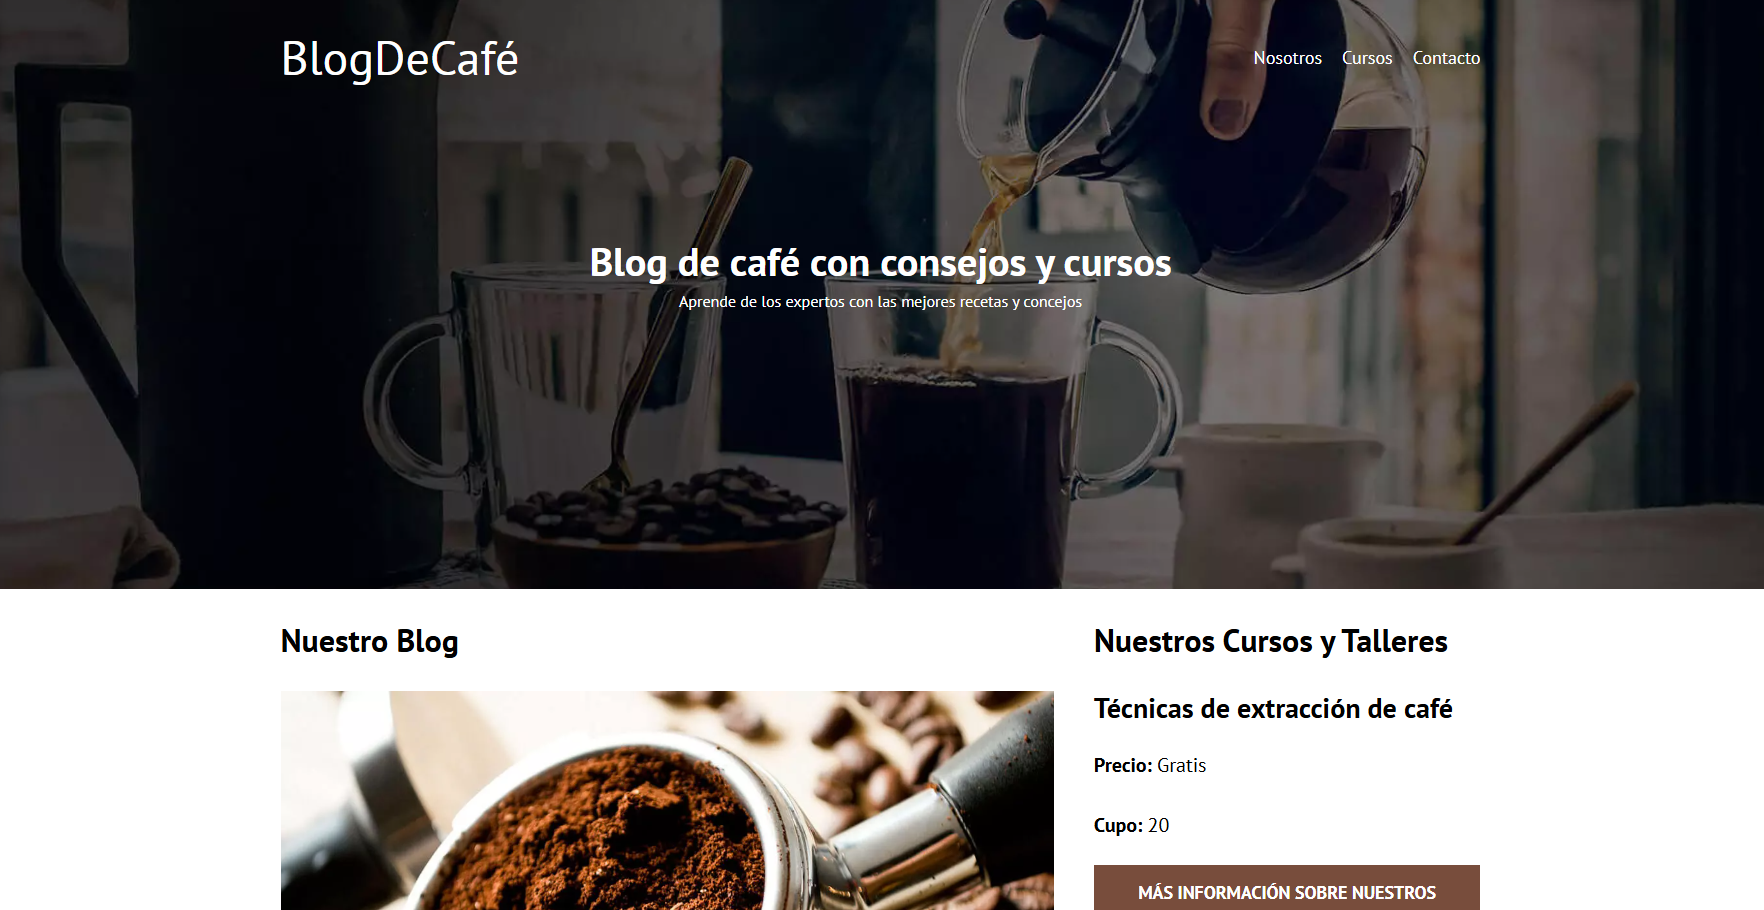 BlogDeCafé
Nosotros Cursos Contacto
Blog de café con consejos y cursos
Aprende de los expertos con las mejores recetas y concejos
Nuestro Blog
Nuestros Cursos y Talleres
Técnicas de extracción de café
Precio: Gratis
Cupo: 20
MÁS INFORMACIÓN SOBRE NUESTROS